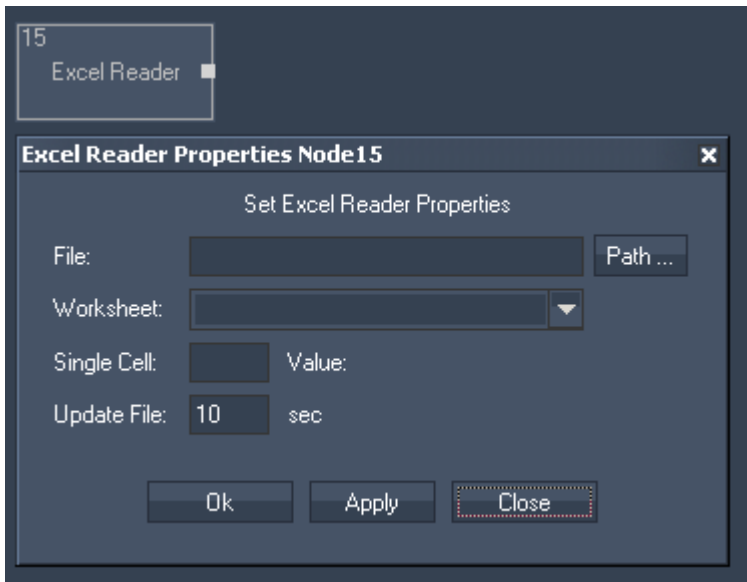 15
Excel Reader
Excel Reader Properties Node15
Set Excel Reader Properties
File: Path ...
Worksheet:
Single Cell: Value:
Update File: 10 sec
Ok Apply Close